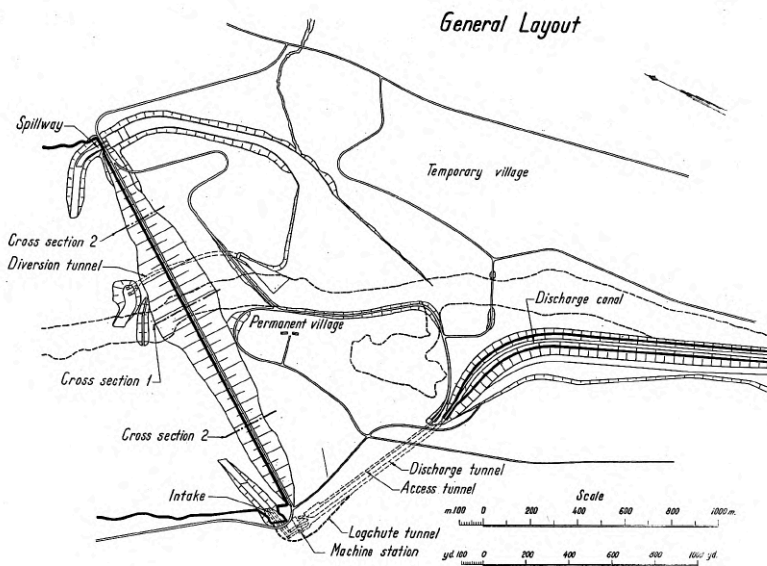 General Layout
Spillway
Temporary village
Cross section 2
Diversion tunnel
Discharge canal
Permanent village
Cross section 1
Cross section 2
Discharge tunnel
Access tunnel
Intake
Logchute tunnel
Machine station
Scale
m.100 0 200 400 600 800 1000 m.
yd.100 0 200 400 600 800 1000 yd.